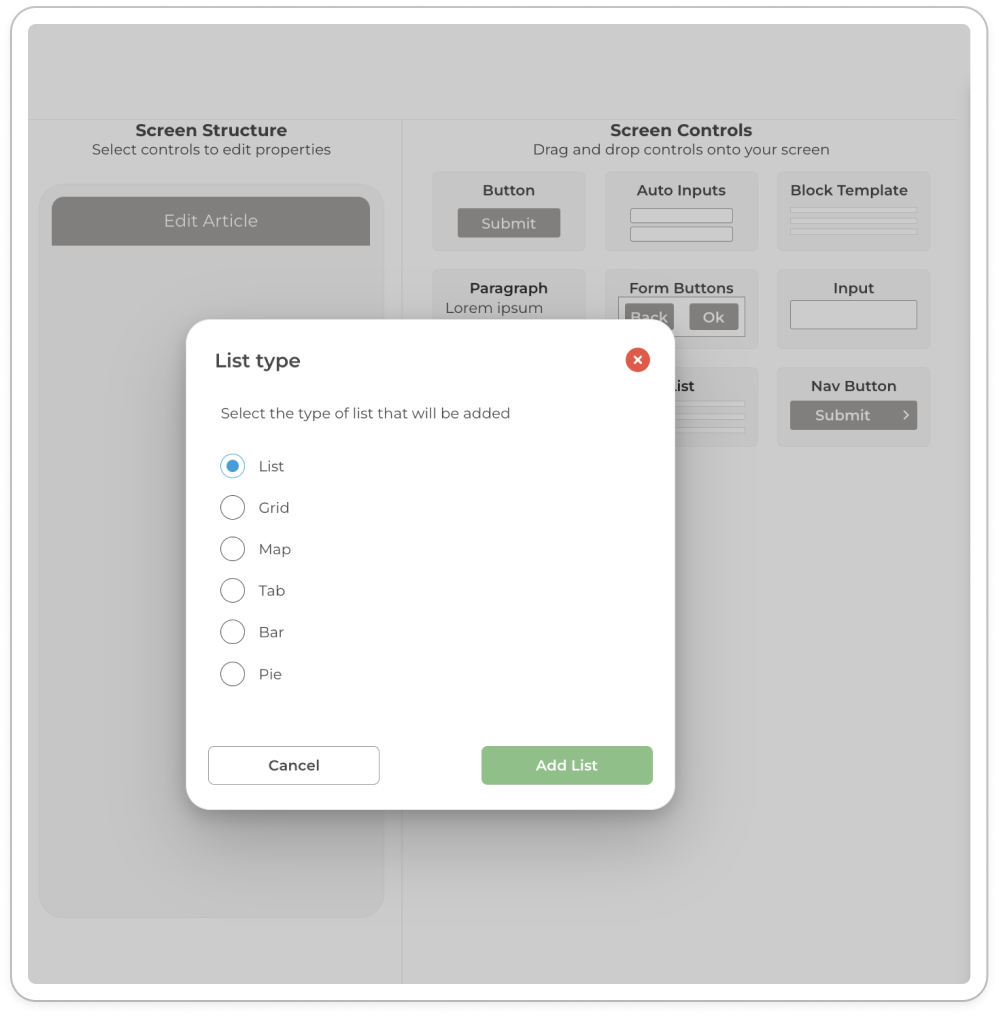 Screen Structure
Select controls to edit properties
Edit Article
Screen Controls
Drag and drop controls onto your screen
Button
Submit
Auto Inputs
Block Template
Paragraph
Lorem ipsum
Form Buttons
Back
Ok
Input
List
Nav Button
Submit
List type
Select the type of list that will be added
List
Grid
Map
Tab
Bar
Pie
Cancel
Add List